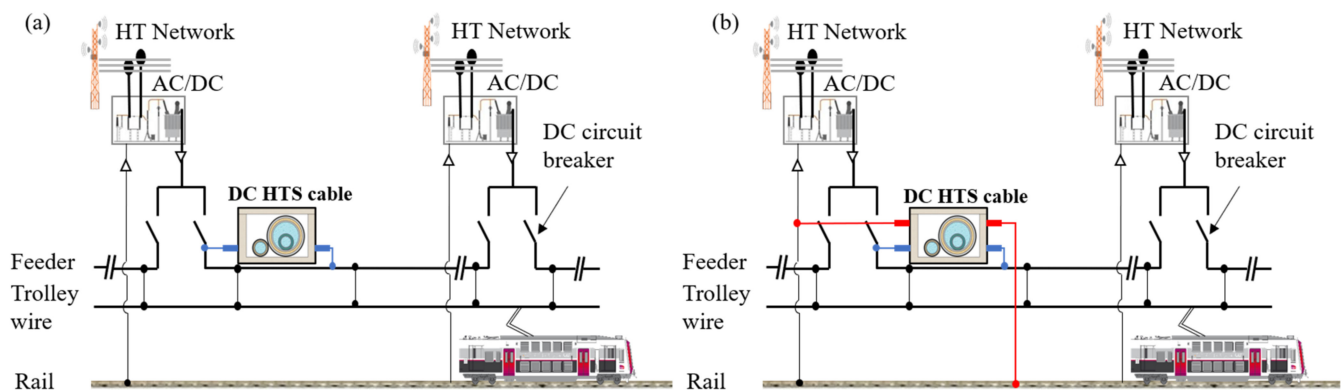 (a)
HT Network
HT Network
AC/DC
AC/DC
DC circuit
breaker
DC HTS cable
Feeder
Trolley
wire
Rail
(b)
HT Network
HT Network
AC/DC
AC/DC
DC circuit
breaker
DC HTS cable
Feeder
Trolley
wire
Rail